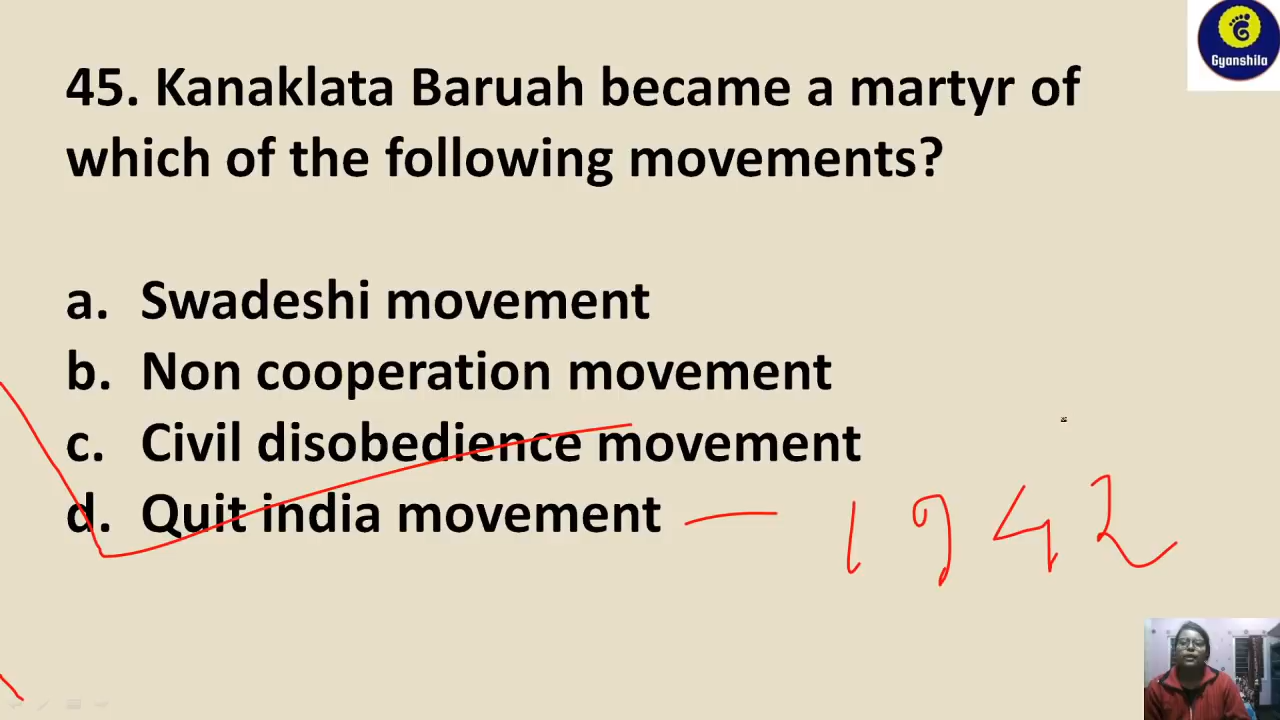 Gyanshila
45. Kanaklata Baruah became a martyr of
which of the following movements?
a. Swadeshi movement
b. Non cooperation movement
c. Civil disobedience movement
d. Quit india movement — 1942